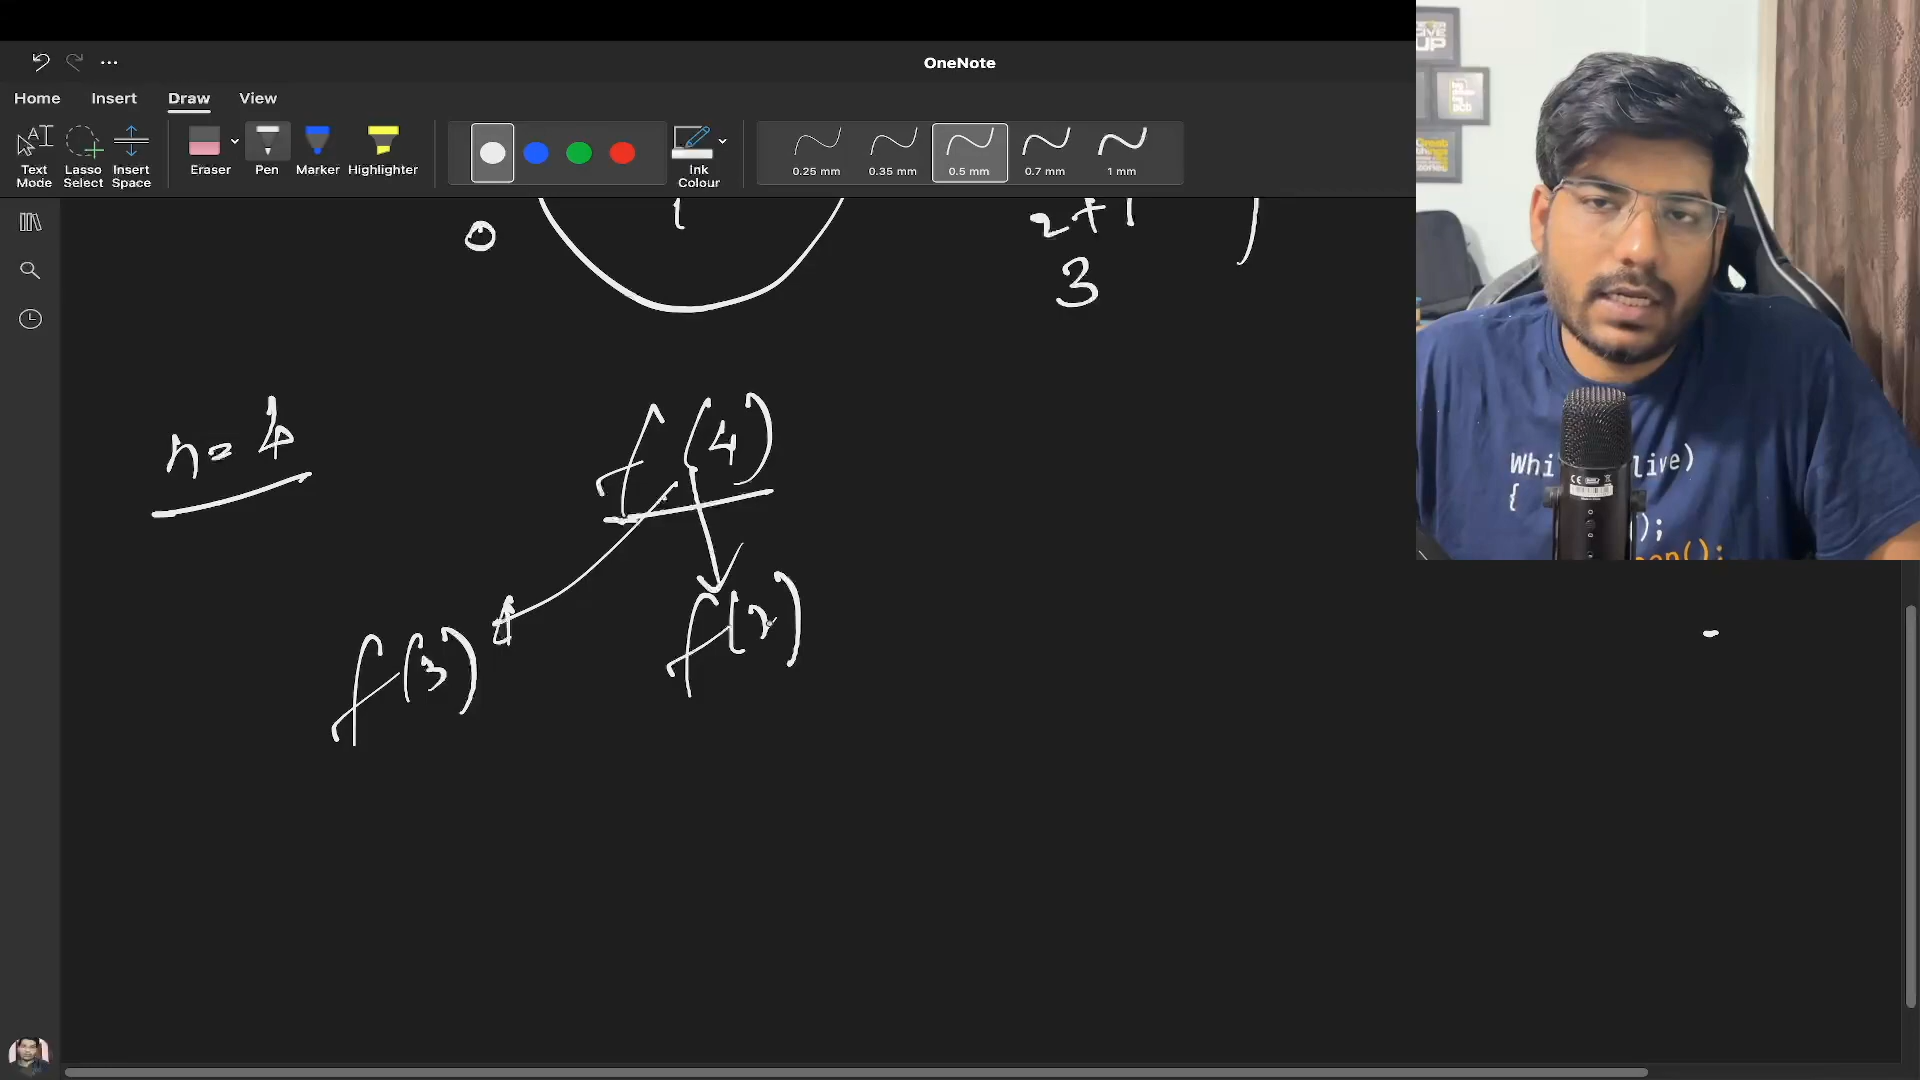 OneNote
Home Insert Draw View
Text Mode
Lasso Select
Insert Space
Eraser
Pen
Marker
Highlighter
Ink Colour
0.25 mm
0.35 mm
0.5 mm
0.7 mm
1 mm
0
2+1
3
n=4
f(4)
f(3)
f(2)
{